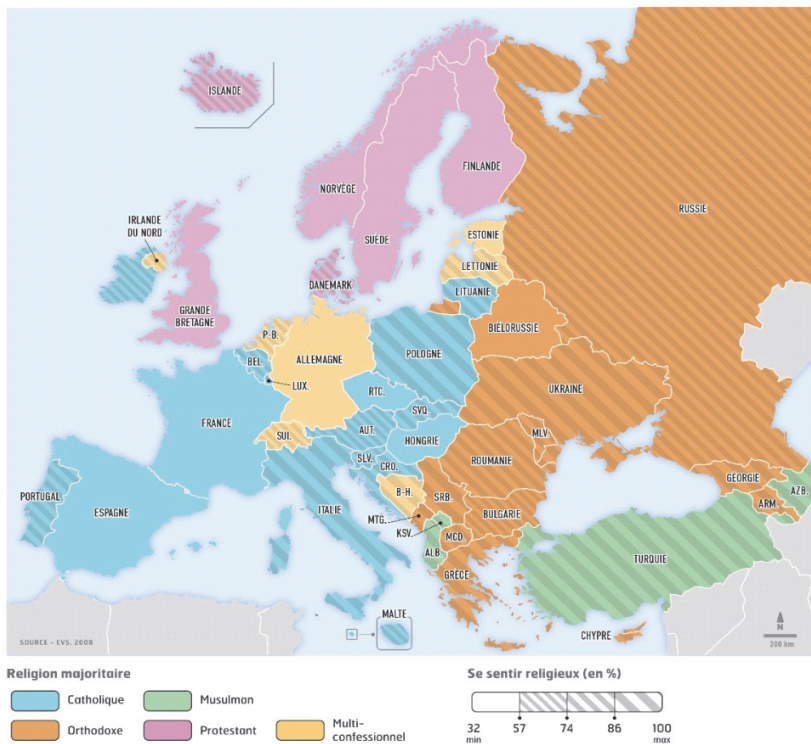 ISLANDE
NORVÈGE
FINLANDE
RUSSIE
IRLANDE
DU NORD
SUÈDE
ESTONIE
LETTONIE
DANEMARK
LITUANIE
GRANDE
BRETAGNE
P-B.
BIÉLORUSSIE
ALLEMAGNE
POLOGNE
BEL.
LUX.
UKRAINE
RTC.
SVQ.
FRANCE
AUT.
MLV.
HONGRIE
SUI.
SLV.
ROUMANIE
CRO.
GÉORGIE
AZB.
B-H.
SRB.
PORTUGAL
ESPAGNE
ITALIE
ARM.
BULGARIE
MTG.
KSV.
MCD.
ALB.
TURQUIE
GRÈCE
MALTE
CHYPRE
N
200 km
SOURCE - EVS, 2008
Religion majoritaire
Catholique
Musulman
Orthodoxe
Protestant
Multi-
confessionnel
Se sentir religieux (en %)
32 57 74 86 100
min max